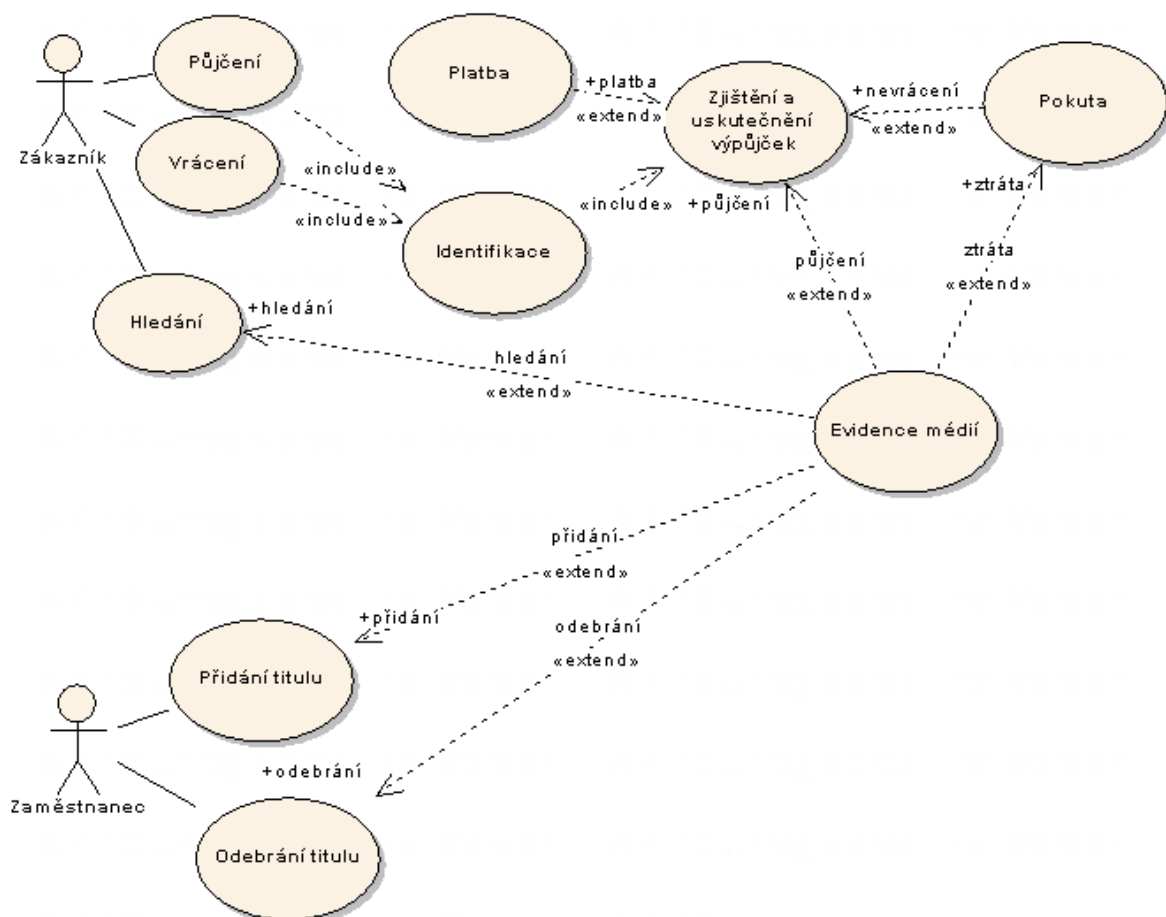 Půjčení
Platba
+platba
«extend»
Zjištění a
uskutečnění
výpůjček
+nevrácení
«extend»
Pokuta
Zákazník
Vrácení
«include»
«include»
Identifikace
«include»
+půjčení
+ztráta
půjčení
«extend»
ztráta
«extend»
Hledání
+hledání
hledání
«extend»
Evidence médií
přidání
«extend»
+přidání
odebrání
«extend»
Přidání titulu
Zaměstnanec
+odebrání
Odebrání titulu